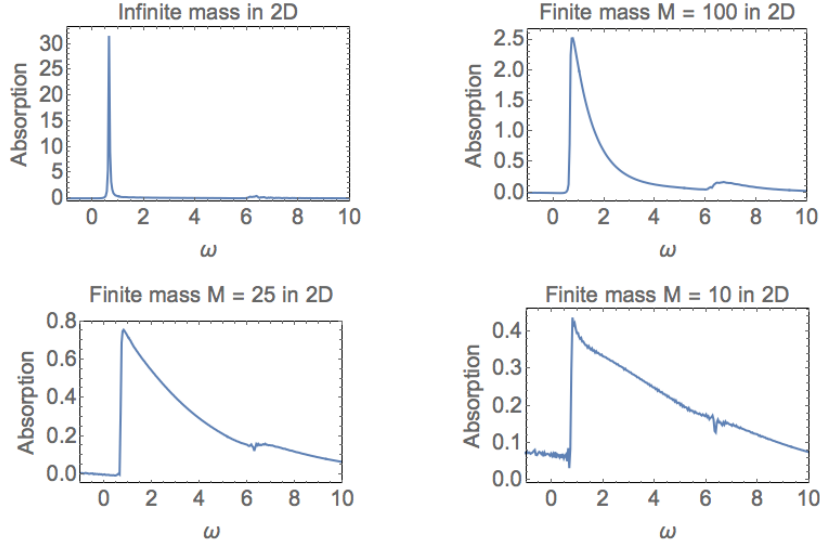 Infinite mass in 2D
Absorption
30
25
20
15
10
5
0
0 2 4 6 8 10
ω
Finite mass M = 100 in 2D
Absorption
2.5
2.0
1.5
1.0
0.5
0.0
0 2 4 6 8 10
ω
Finite mass M = 25 in 2D
Absorption
0.8
0.6
0.4
0.2
0.0
0 2 4 6 8 10
ω
Finite mass M = 10 in 2D
Absorption
0.4
0.3
0.2
0.1
0.0
0 2 4 6 8 10
ω